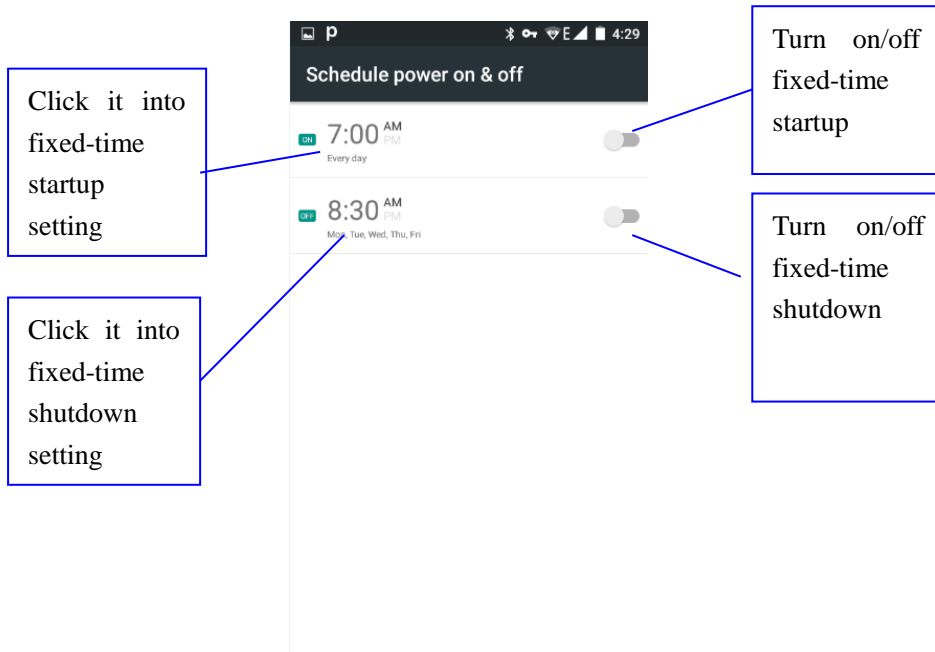 p
E
4:29
Schedule power on & off
Click it into
fixed-time
startup
setting
ON
7:00 AM
PM
Every day
Turn on/off
fixed-time
startup
OFF
8:30 AM
PM
Mon, Tue, Wed, Thu, Fri
Turn on/off
fixed-time
shutdown
Click it into
fixed-time
shutdown
setting